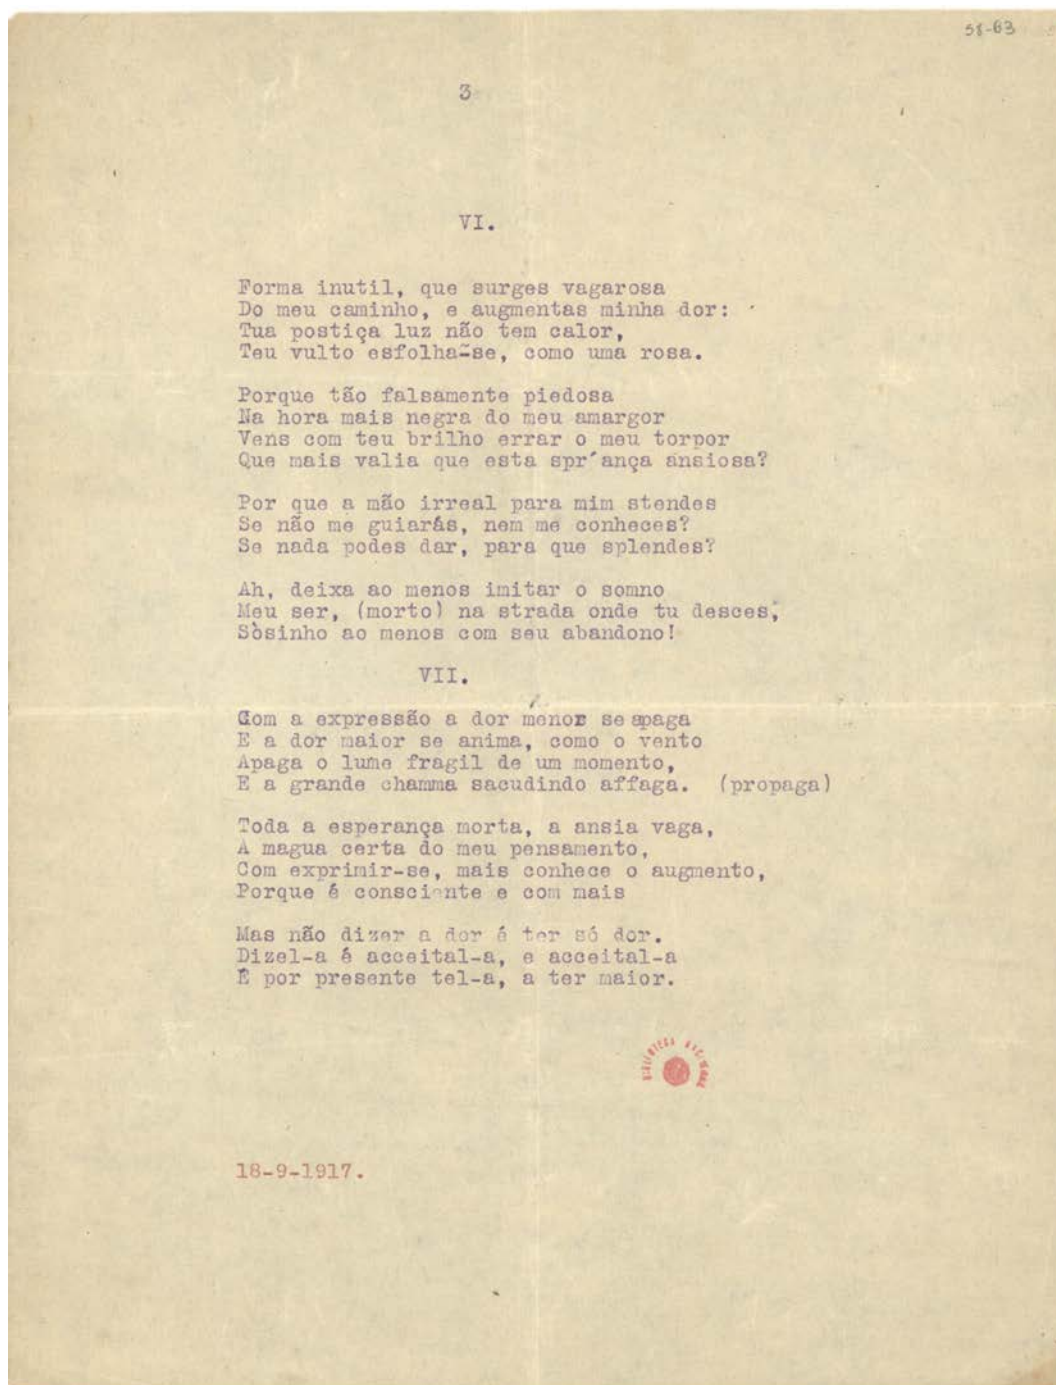 58-63
3
VI.
Forma inutil, que surges vagarosa
Do meu caminho, e augmentas minha dor:
Tua postiça luz não tem calor,
Teu vulto esfolha-se, como uma rosa.
Porque tão falsamente piedosa
Na hora mais negra do meu amargor
Vens com teu brilho errar o meu torpor
Que mais valia que esta spr'ança ansiosa?
Por que a mão irreal para mim stendes
Se não me guiarás, nem me conheces?
Se nada podes dar, para que splendes?
Ah, deixa ao menos imitar o somno
Meu ser, (morto) na strada onde tu desces,
Sòsinho ao menos com seu abandono!
VII.
Com a expressão a dor menor se apaga
E a dor maior se anima, como o vento
Apaga o lume fragil de um momento,
E a grande chamma sacudindo affaga. (propaga)
Toda a esperança morta, a ansia vaga,
A magua certa do meu pensamento,
Com exprimir-se, mais conhece o augmento,
Porque é consciente e com mais
Mas não dizer a dor é ter só dor.
Dizel-a é acceital-a, e acceital-a
É por presente tel-a, a ter maior.
BIBLIOTECA NACIONAL
18-9-1917.